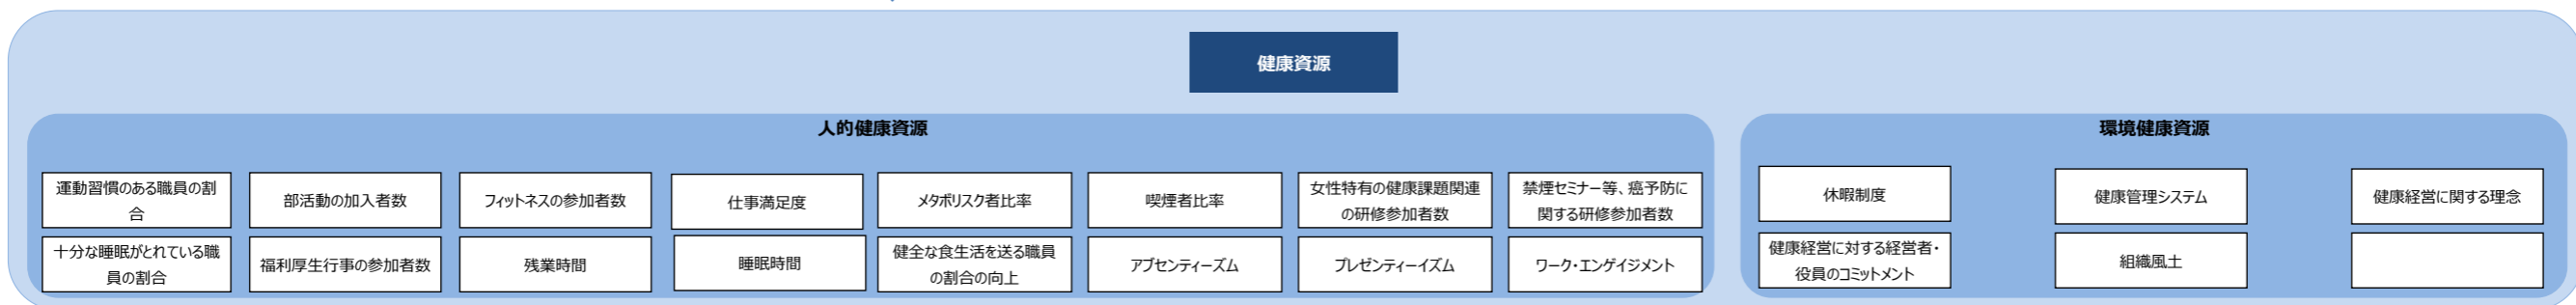 健康資源
人的健康資源
運動習慣のある職員の割
合
部活動の加入者数
フィットネスの参加者数
仕事満足度
メタボリスク者比率
喫煙者比率
女性特有の健康課題関連
の研修参加者数
禁煙セミナー等、癌予防に
関する研修参加者数
十分な睡眠がとれている職
員の割合
福利厚生行事の参加者数
残業時間
睡眠時間
健全な食生活を送る職員
の割合の向上
アブセンティーズム
プレゼンティーイズム
ワーク・エンゲイジメント
環境健康資源
休暇制度
健康管理システム
健康経営に関する理念
健康経営に対する経営者・
役員のコミットメント
組織風土